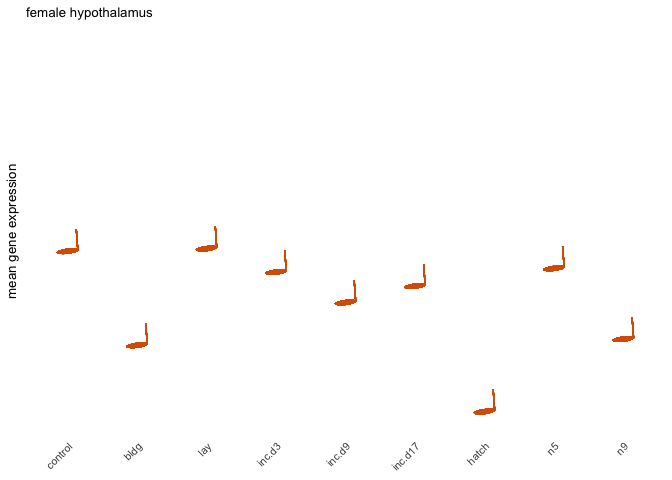 female hypothalamus
mean gene expression
control
bldg
lay
inc.d3
inc.d9
inc.d17
hatch
n5
n9